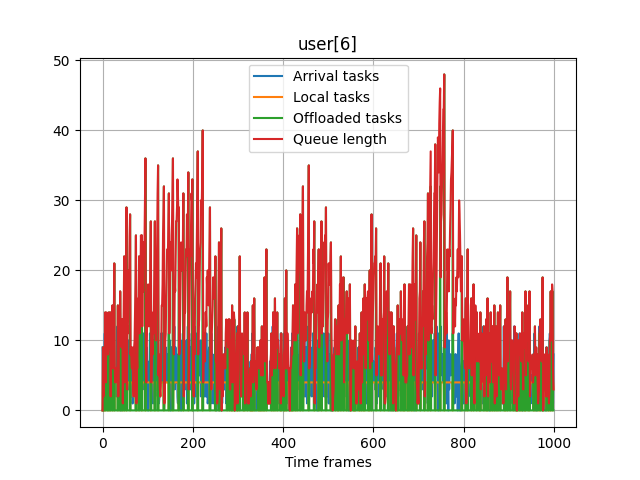 user[6]
50
40
30
20
10
0
Arrival tasks
Local tasks
Offloaded tasks
Queue length
0 200 400 600 800 1000
Time frames